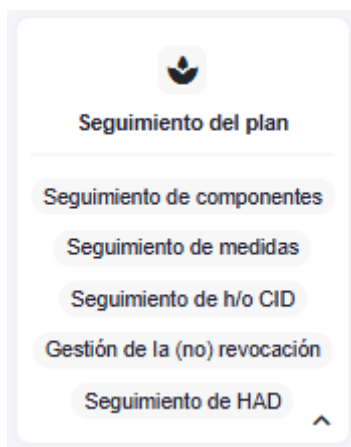 Seguimiento del plan
Seguimiento de componentes
Seguimiento de medidas
Seguimiento de h/o CID
Gestión de la (no) revocación
Seguimiento de HAD